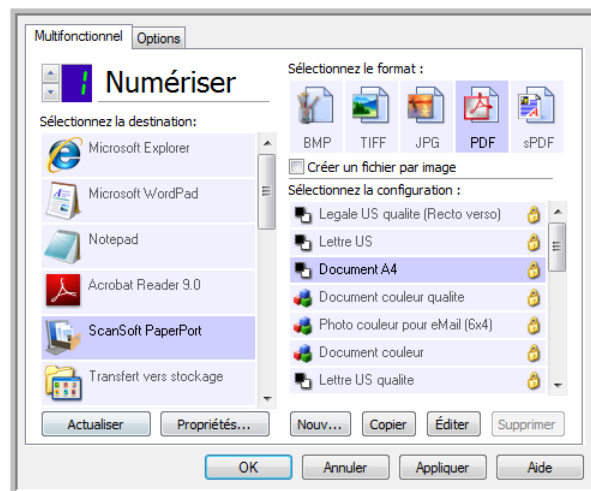 Multifonctionnel
Options
1
Numériser
Sélectionnez la destination:
Microsoft Explorer
Microsoft WordPad
Notepad
Acrobat Reader 9.0
ScanSoft PaperPort
Transfert vers stockage
Actualiser
Propriétés...
Sélectionnez le format :
BMP
TIFF
JPG
PDF
sPDF
Créer un fichier par image
Sélectionnez la configuration :
Legale US qualite (Recto verso)
Lettre US
Document A4
Document couleur qualite
Photo couleur pour eMail (6x4)
Document couleur
Lettre US qualite
Nouv...
Copier
Éditer
Supprimer
OK
Annuler
Appliquer
Aide